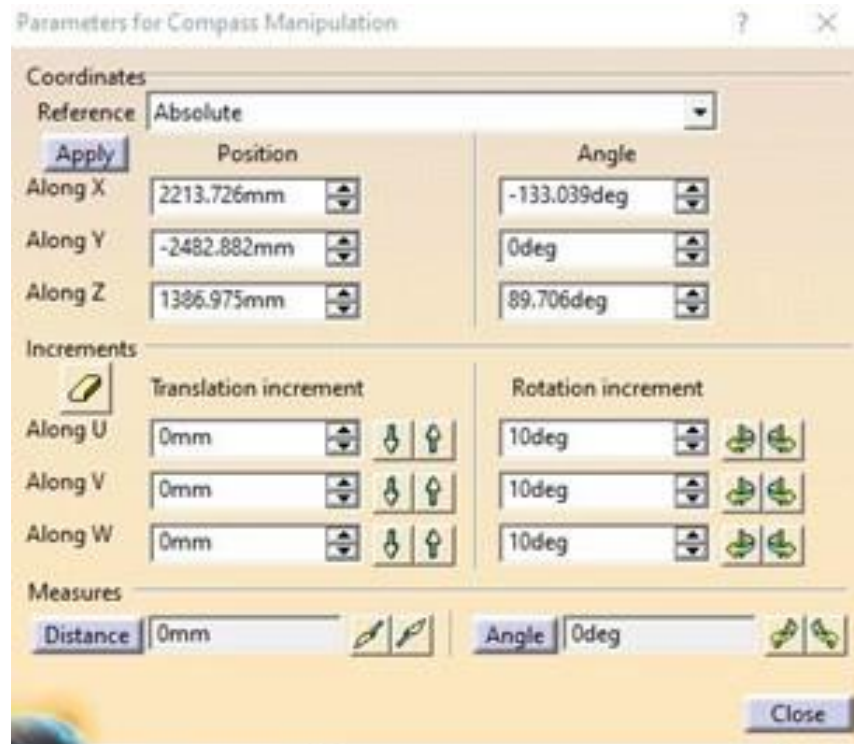 Parameters for Compass Manipulation ? ×
Coordinates
Reference Absolute
Apply Position Angle
Along X 2213.726mm -133.039deg
Along Y -2482.882mm 0deg
Along Z 1386.975mm 89.706deg
Increments
Translation increment Rotation increment
Along U 0mm 10deg
Along V 0mm 10deg
Along W 0mm 10deg
Measures
Distance 0mm Angle 0deg
Close